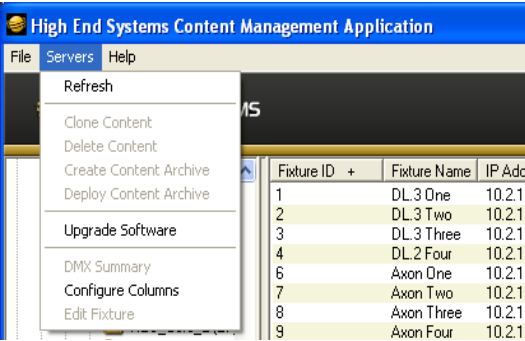 High End Systems Content Management Application
File Servers Help
Refresh
Clone Content
Delete Content
Create Content Archive
Deploy Content Archive
Upgrade Software
DMX Summary
Configure Columns
Edit Fixture
MS
Fixture ID + Fixture Name IP Add
1 DL.3 One 10.2.1
2 DL.3 Two 10.2.1
3 DL.3 Three 10.2.1
4 DL.2 Four 10.2.1
6 Axon One 10.2.1
7 Axon Two 10.2.1
8 Axon Three 10.2.1
9 Axon Four 10.2.1